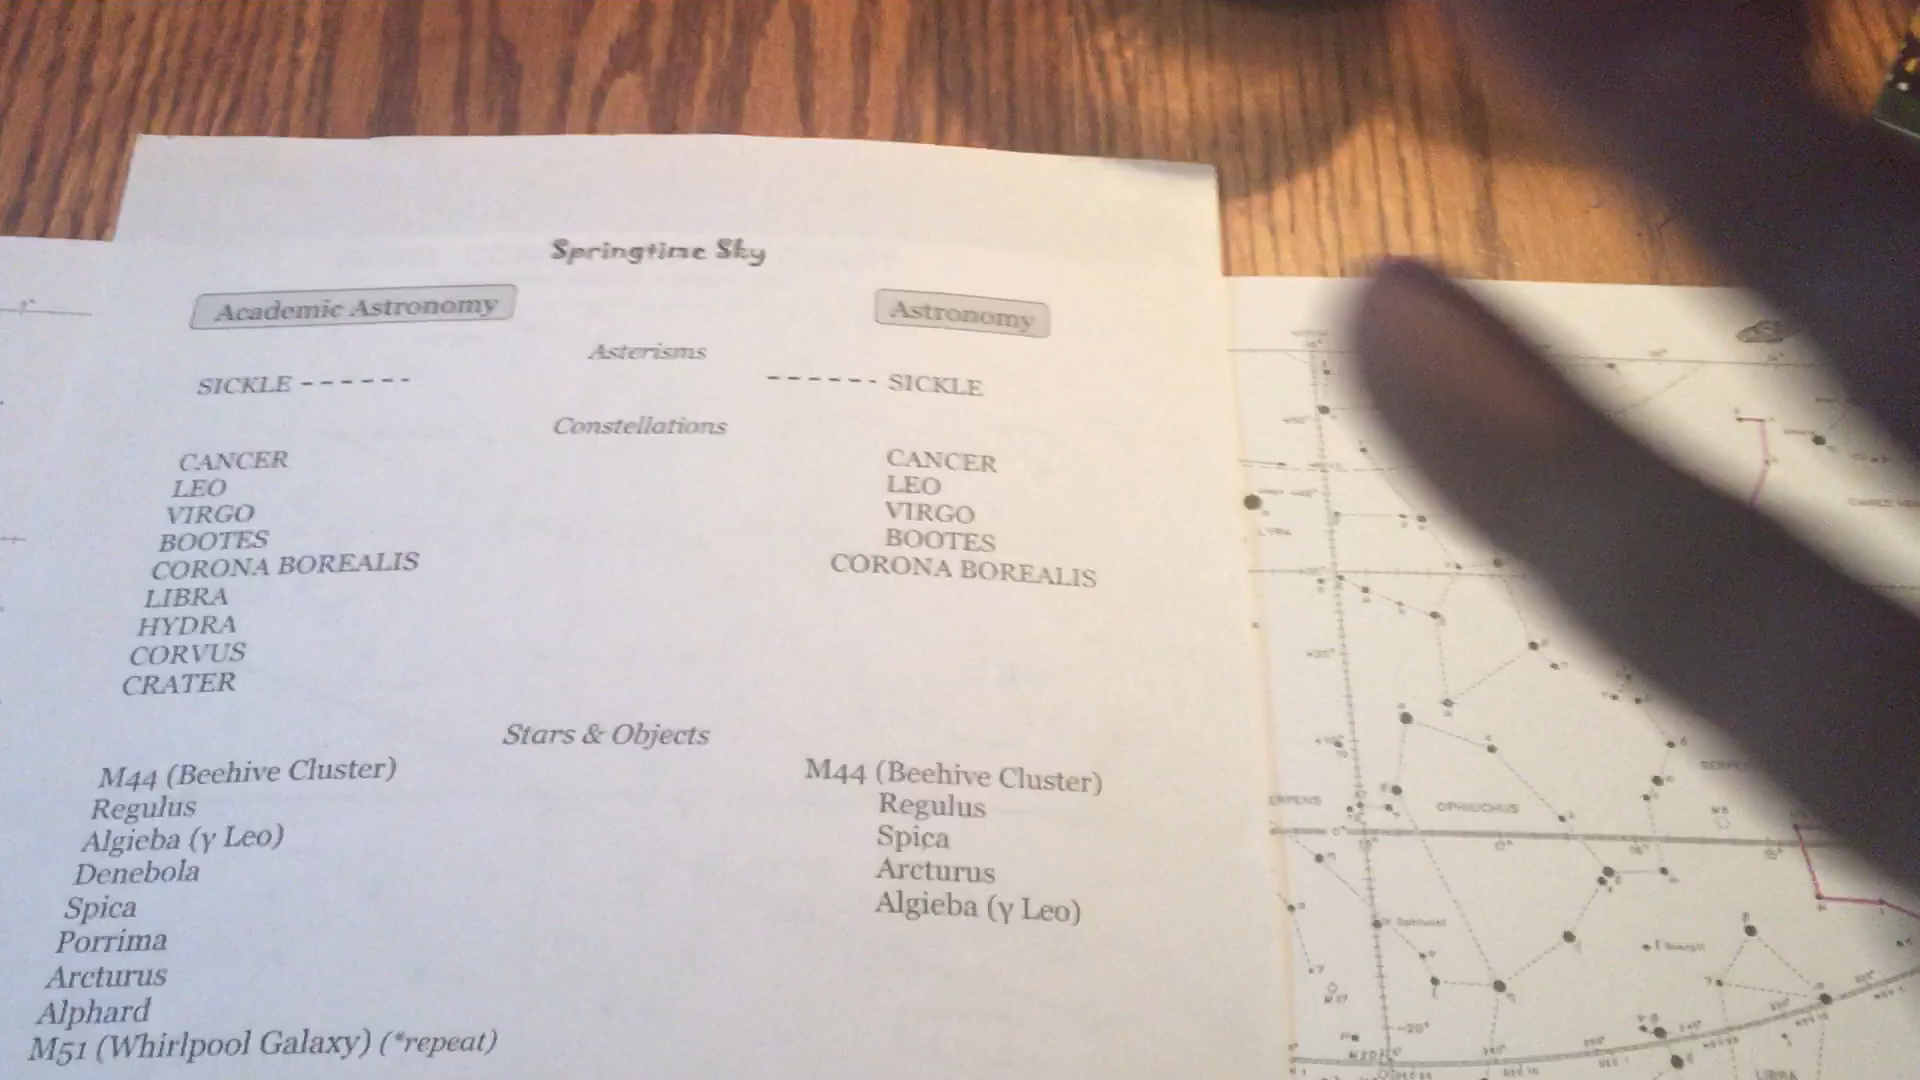 Springtime Sky
Academic Astronomy Astronomy
Asterisms
SICKLE - - - - - - - - - - - - SICKLE
Constellations
CANCER CANCER
LEO LEO
VIRGO VIRGO
BOOTES BOOTES
CORONA BOREALIS CORONA BOREALIS
LIBRA
HYDRA
CORVUS
CRATER
Stars & Objects
M44 (Beehive Cluster) M44 (Beehive Cluster)
Regulus Regulus
Algieba (γ Leo) Spica
Denebola Arcturus
Spica Algieba (γ Leo)
Porrima
Arcturus
Alphard
M51 (Whirlpool Galaxy) (*repeat)
LYRA
OPHIUCHUS
-20°
LIBRA